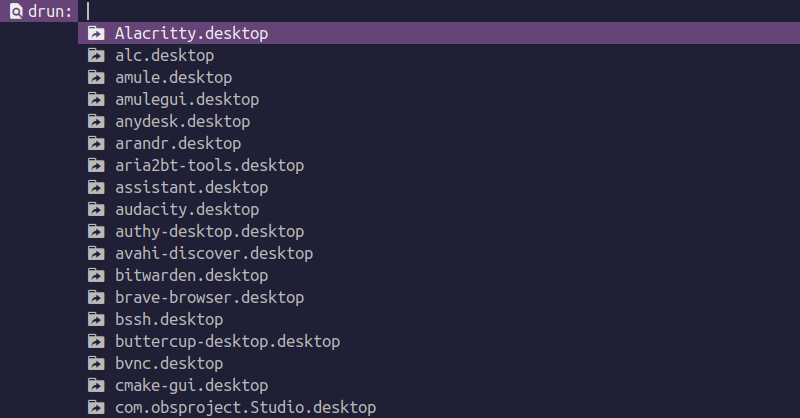 drun:
Alacritty.desktop
alc.desktop
amule.desktop
amulegui.desktop
anydesk.desktop
arandr.desktop
aria2bt-tools.desktop
assistant.desktop
audacity.desktop
authy-desktop.desktop
avahi-discover.desktop
bitwarden.desktop
brave-browser.desktop
bssh.desktop
buttercup-desktop.desktop
bvnc.desktop
cmake-gui.desktop
com.obsproject.Studio.desktop